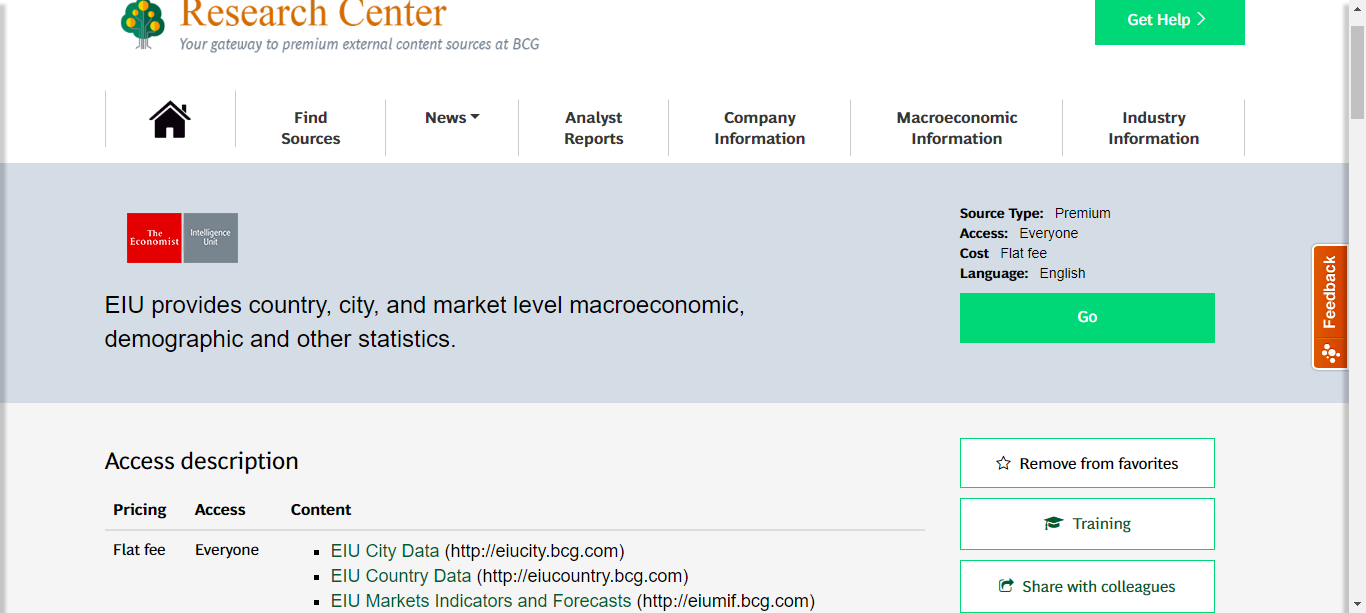 Research Center
Your gateway to premium external content sources at BCG
Get Help
Find
Sources
News
Analyst
Reports
Company
Information
Macroeconomic
Information
Industry
Information
The
Economist
Intelligence
Unit
EIU provides country, city, and market level macroeconomic,
demographic and other statistics.
Source Type: Premium
Access: Everyone
Cost Flat fee
Language: English
Go
Feedback
Access description
Pricing Access Content
Flat fee Everyone EIU City Data (http://eiucity.bcg.com)
EIU Country Data (http://eiucountry.bcg.com)
EIU Markets Indicators and Forecasts (http://eiumif.bcg.com)
Remove from favorites
Training
Share with colleagues